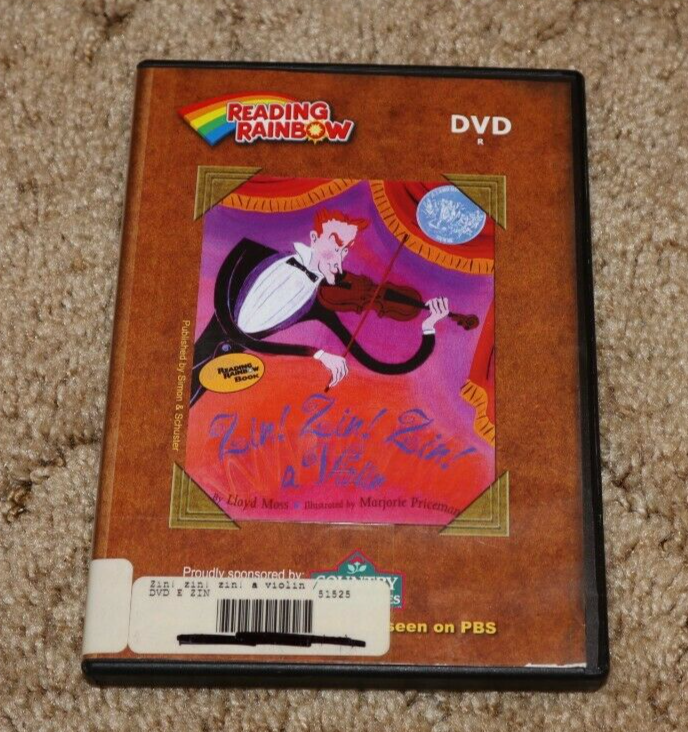 READING
RAINBOW
DVD
R
READING
RAINBOW
BOOK
Published by Simon & Schuster
Zin! Zin! Zin!
a Violin
By Lloyd Moss Illustrated by Marjorie Priceman
Proudly sponsored by:
COUNTRY
Zin! zin! zin! a violin /
DVD E ZIN 51525
seen on PBS